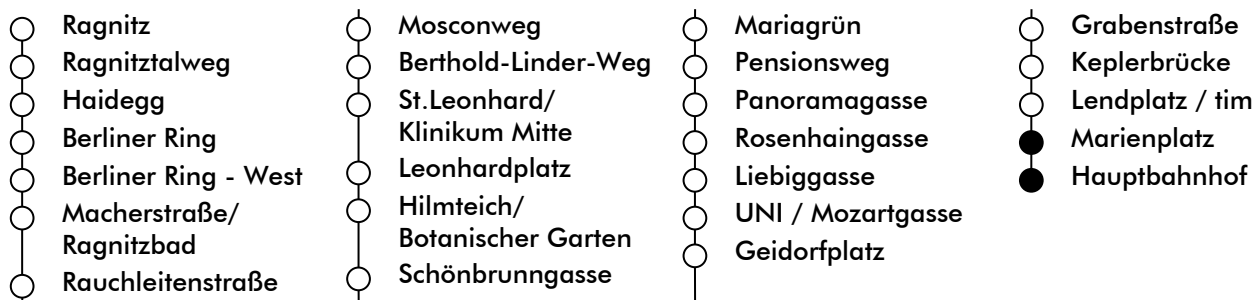 Ragnitz
Ragnitztalweg
Haidegg
Berliner Ring
Berliner Ring - West
Macherstraße/
Ragnitzbad
Rauchleitenstraße
Mosconweg
Berthold-Linder-Weg
St.Leonhard/
Klinikum Mitte
Leonhardplatz
Hilmteich/
Botanischer Garten
Schönbrunngasse
Mariagrün
Pensionsweg
Panoramagasse
Rosenhaingasse
Liebiggasse
UNI / Mozartgasse
Geidorfplatz
Grabenstraße
Keplerbrücke
Lendplatz / tim
Marienplatz
Hauptbahnhof